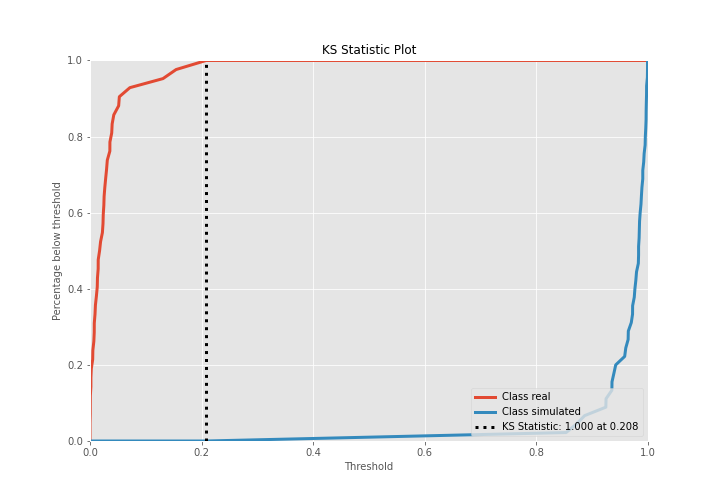 KS Statistic Plot
1.0
0.8
0.6
0.4
0.2
0.0
Percentage below threshold
Class real
Class simulated
KS Statistic: 1.000 at 0.208
0.0 0.2 0.4 0.6 0.8 1.0
Threshold